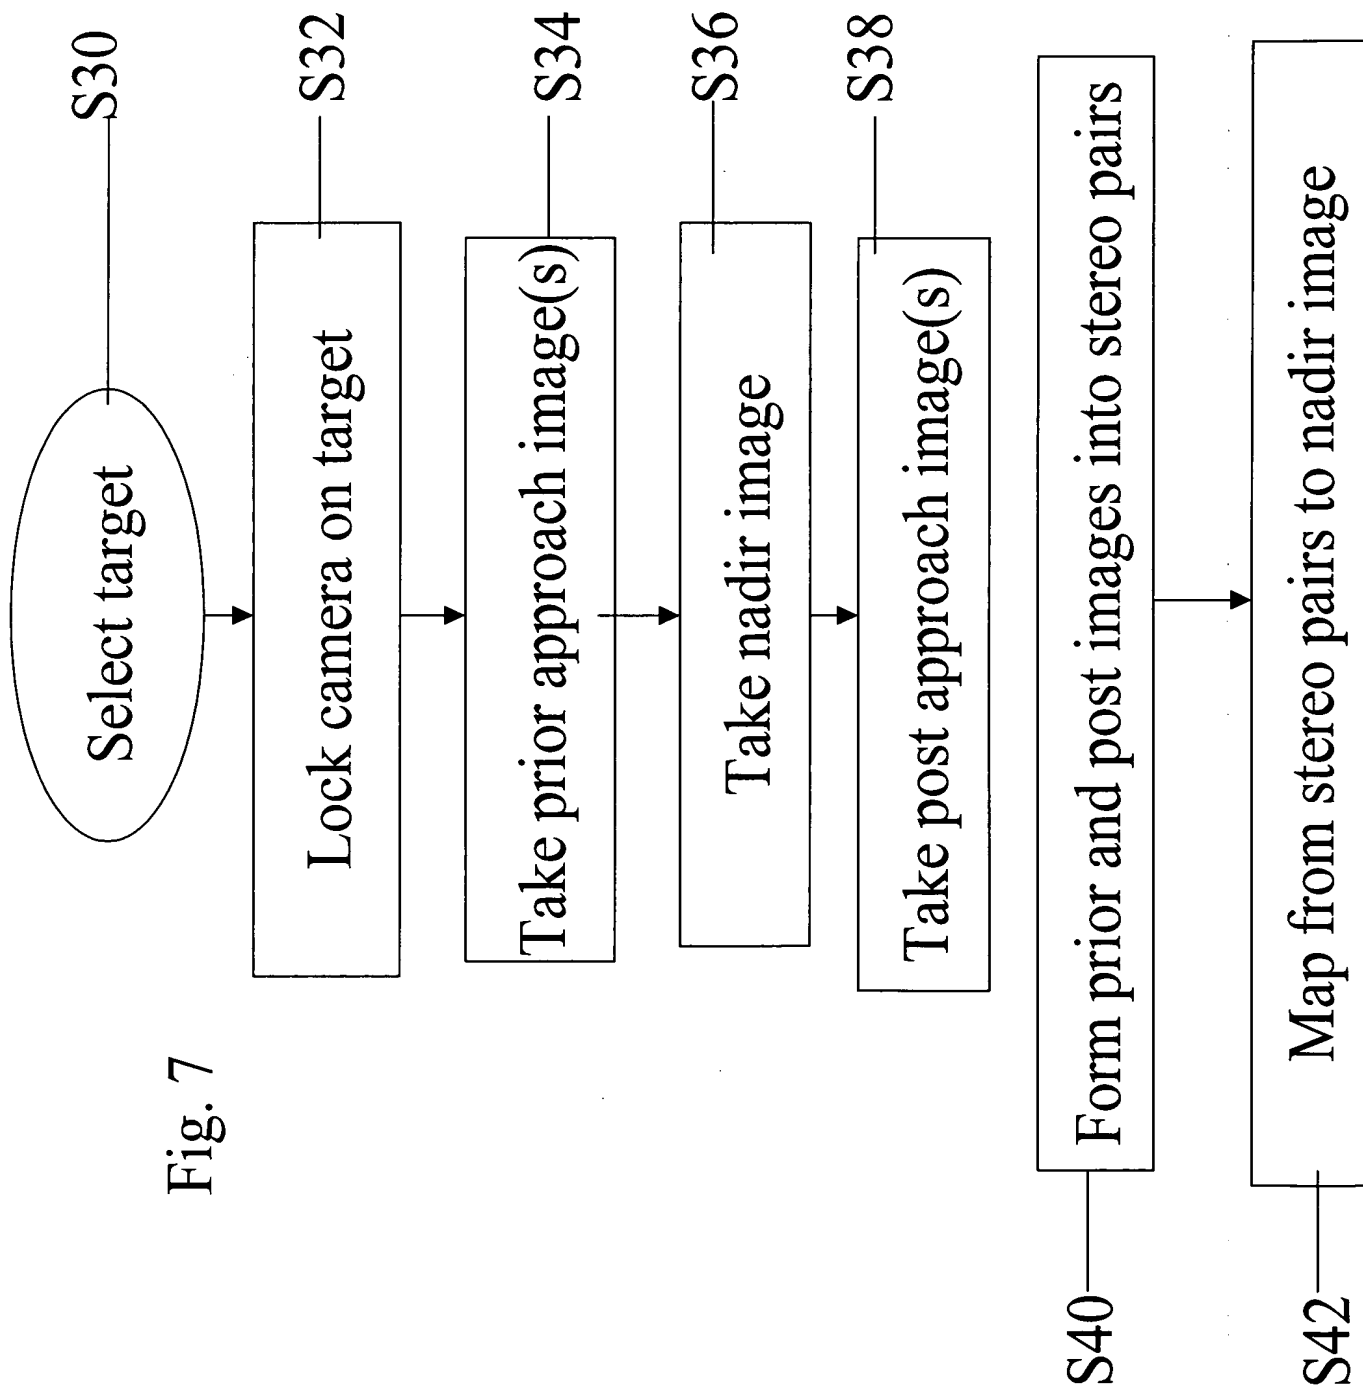 Fig. 7
Select target
S30
Lock camera on target
S32
Take prior approach image(s)
S34
Take nadir image
S36
Take post approach image(s)
S38
Form prior and post images into stereo pairs
S40
Map from stereo pairs to nadir image
S42